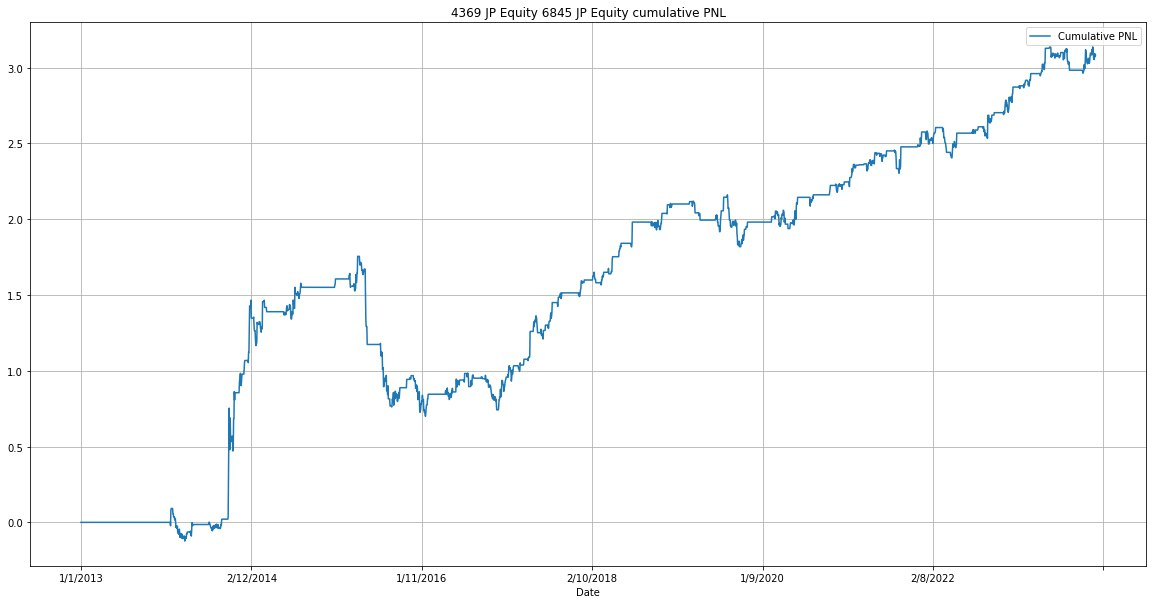 4369 JP Equity 6845 JP Equity cumulative PNL
Cumulative PNL
3.0
2.5
2.0
1.5
1.0
0.5
0.0
1/1/2013 2/12/2014 1/11/2016 2/10/2018 1/9/2020 2/8/2022
Date